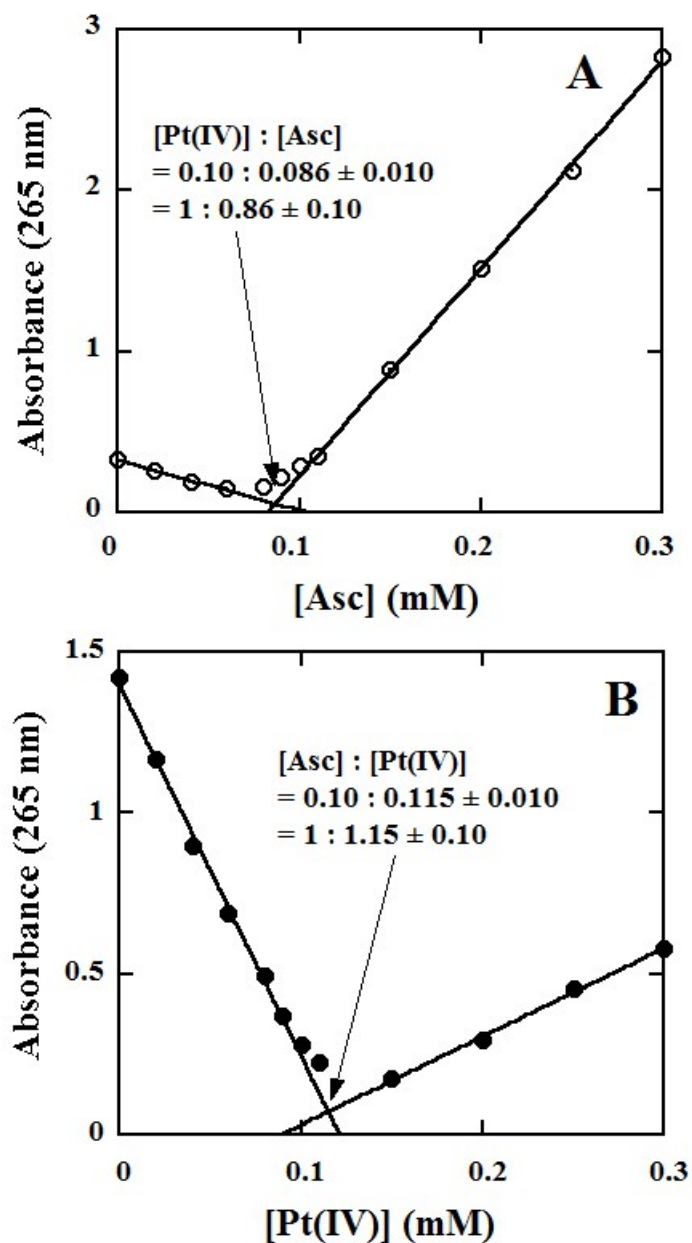 3
A
[Pt(IV)] : [Asc]
= 0.10 : 0.086 ± 0.010
= 1 : 0.86 ± 0.10
2
Absorbance (265 nm)
1
0
0 0.1 0.2 0.3
[Asc] (mM)
1.5
B
[Asc] : [Pt(IV)]
= 0.10 : 0.115 ± 0.010
= 1 : 1.15 ± 0.10
1
Absorbance (265 nm)
0.5
0
0 0.1 0.2 0.3
[Pt(IV)] (mM)